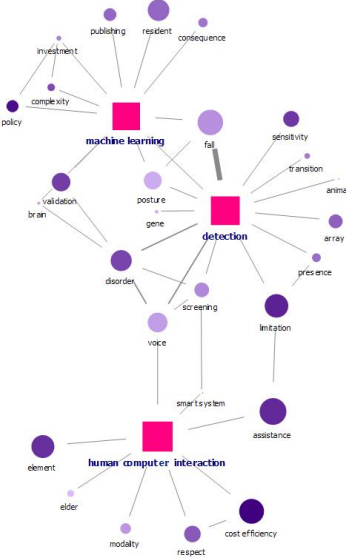 publishing
resident
consequence
investment
complexity
policy
machine learning
fall
sensitivity
transition
validation
posture
brain
gene
array
detection
presence
disorder
screening
limitation
voice
smart system
assistance
element
human computer interaction
elder
modality
respect
cost efficiency